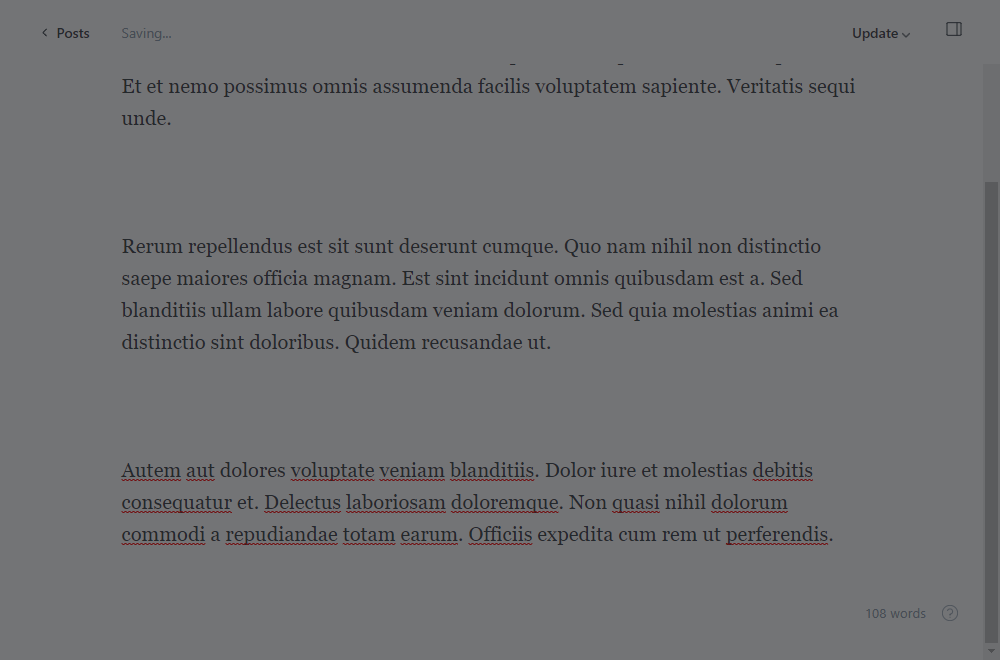 Posts Saving... Update
Et et nemo possimus omnis assumenda facilis voluptatem sapiente. Veritatis sequi
unde.
Rerum repellendus est sit sunt deserunt cumque. Quo nam nihil non distinctio
saepe maiores officia magnam. Est sint incidunt omnis quibusdam est a. Sed
blanditiis ullam labore quibusdam veniam dolorum. Sed quia molestias animi ea
distinctio sint doloribus. Quidem recusandae ut.
Autem aut dolores voluptate veniam blanditiis. Dolor iure et molestias debitis
consequatur et. Delectus laboriosam doloremque. Non quasi nihil dolorum
commodi a repudiandae totam earum. Officiis expedita cum rem ut perferendis.
108 words ?